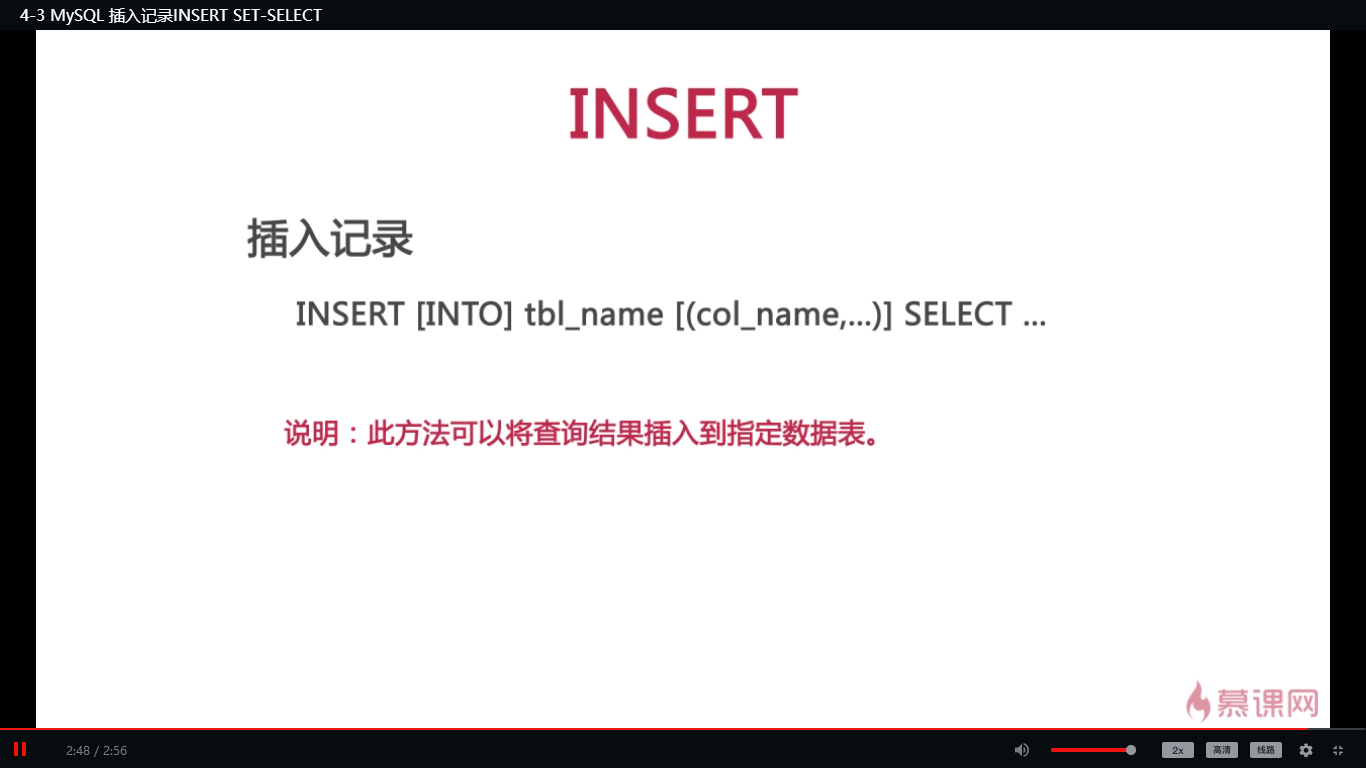 4-3 MySQL 插入记录INSERT SET-SELECT
INSERT
插入记录
INSERT [INTO] tbl_name [(col_name,...)] SELECT ...
说明：此方法可以将查询结果插入到指定数据表。
慕课网
2:48 / 2:56
2x
高清
线路